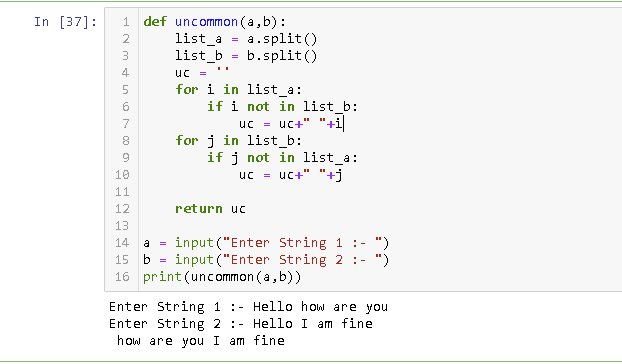 In [37]:
1 def uncommon(a,b):
2     list_a = a.split()
3     list_b = b.split()
4     uc = ''
5     for i in list_a:
6         if i not in list_b:
7             uc = uc+" "+i
8     for j in list_b:
9         if j not in list_a:
10             uc = uc+" "+j
11
12     return uc
13
14 a = input("Enter String 1 :- ")
15 b = input("Enter String 2 :- ")
16 print(uncommon(a,b))
Enter String 1 :- Hello how are you
Enter String 2 :- Hello I am fine
 how are you I am fine